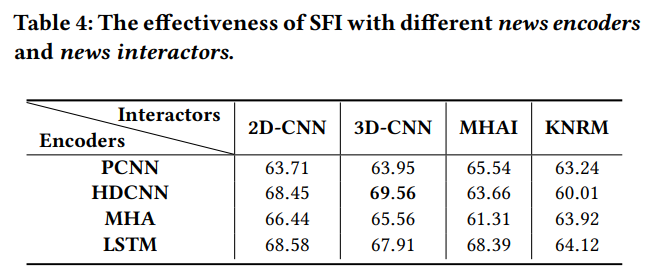 Table 4: The effectiveness of SFI with different news encoders
and news interactors.
Interactors
Encoders
2D-CNN 3D-CNN MHAI KNRM
PCNN 63.71 63.95 65.54 63.24
HDCNN 68.45 69.56 63.66 60.01
MHA 66.44 65.56 61.31 63.92
LSTM 68.58 67.91 68.39 64.12